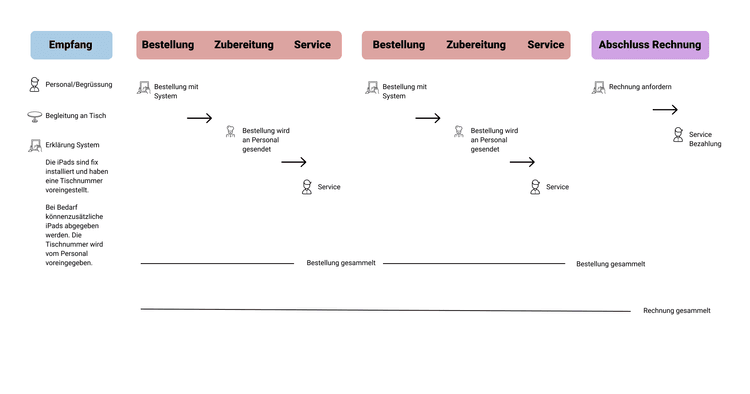 Empfang
Bestellung Zubereitung Service
Bestellung Zubereitung Service
Abschluss Rechnung
Personal/Begrüssung
Begleitung an Tisch
Erklärung System
Die iPads sind fix
installiert und haben
eine Tischnummer
voreingestellt.
Bei Bedarf
könnenzusätzliche
iPads abgegeben
werden. Die
Tischnummer wird
vom Personal
voreingegeben.
Bestellung mit
System
Bestellung wird
an Personal
gesendet
Service
Bestellung mit
System
Bestellung wird
an Personal
gesendet
Service
Rechnung anfordern
Service
Bezahlung
Bestellung gesammelt
Bestellung gesammelt
Rechnung gesammelt